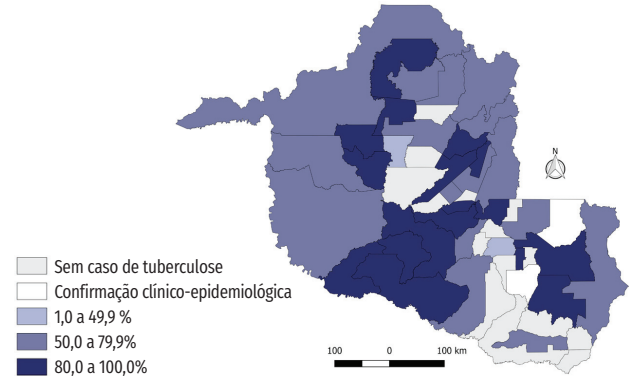 N
Sem caso de tuberculose
Confirmação clínico-epidemiológica
1,0 a 49,9 %
50,0 a 79,9%
80,0 a 100,0%
100 0 100 km